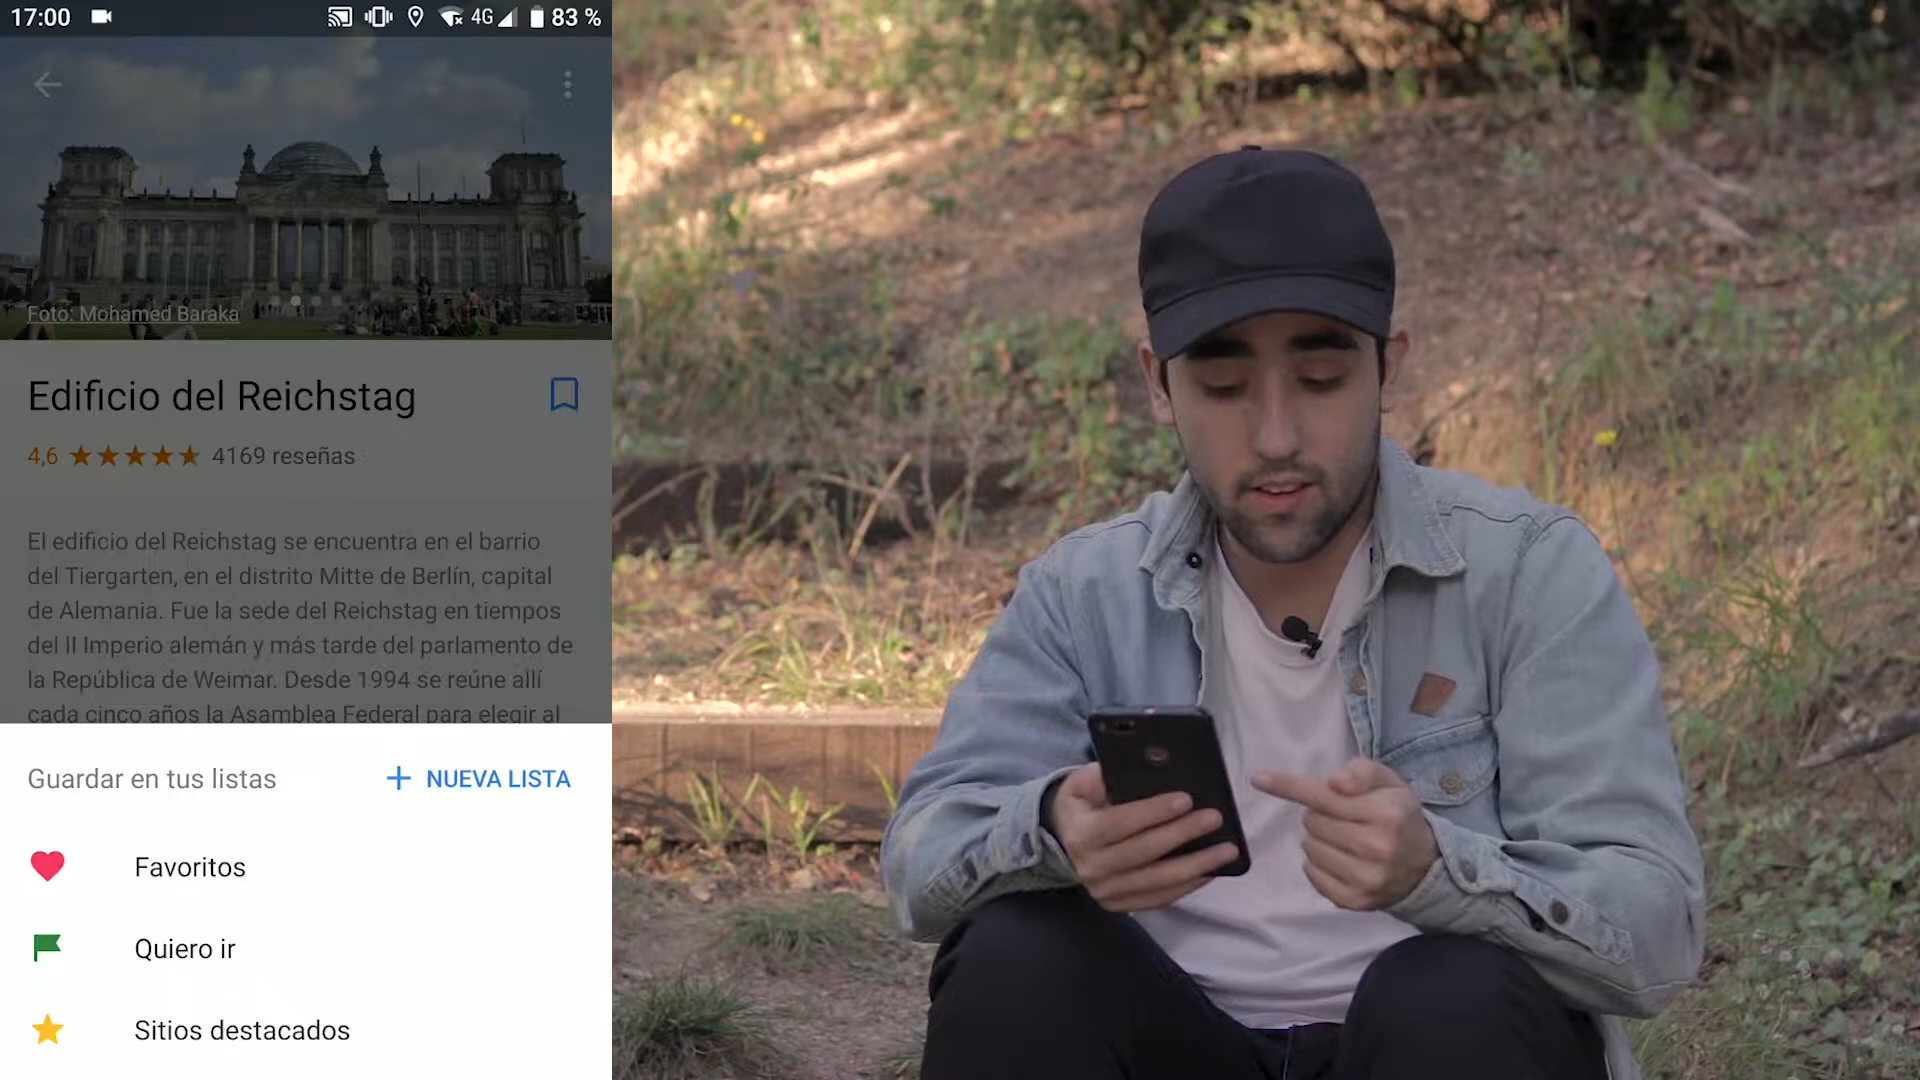 17:00
4G
83 %
Foto: Mohamed Baraka
Edificio del Reichstag
4,6
4169 reseñas
El edificio del Reichstag se encuentra en el barrio
del Tiergarten, en el distrito Mitte de Berlín, capital
de Alemania. Fue la sede del Reichstag en tiempos
del II Imperio alemán y más tarde del parlamento de
la República de Weimar. Desde 1994 se reúne allí
cada cinco años la Asamblea Federal para elegir al
Guardar en tus listas
+ NUEVA LISTA
Favoritos
Quiero ir
Sitios destacados